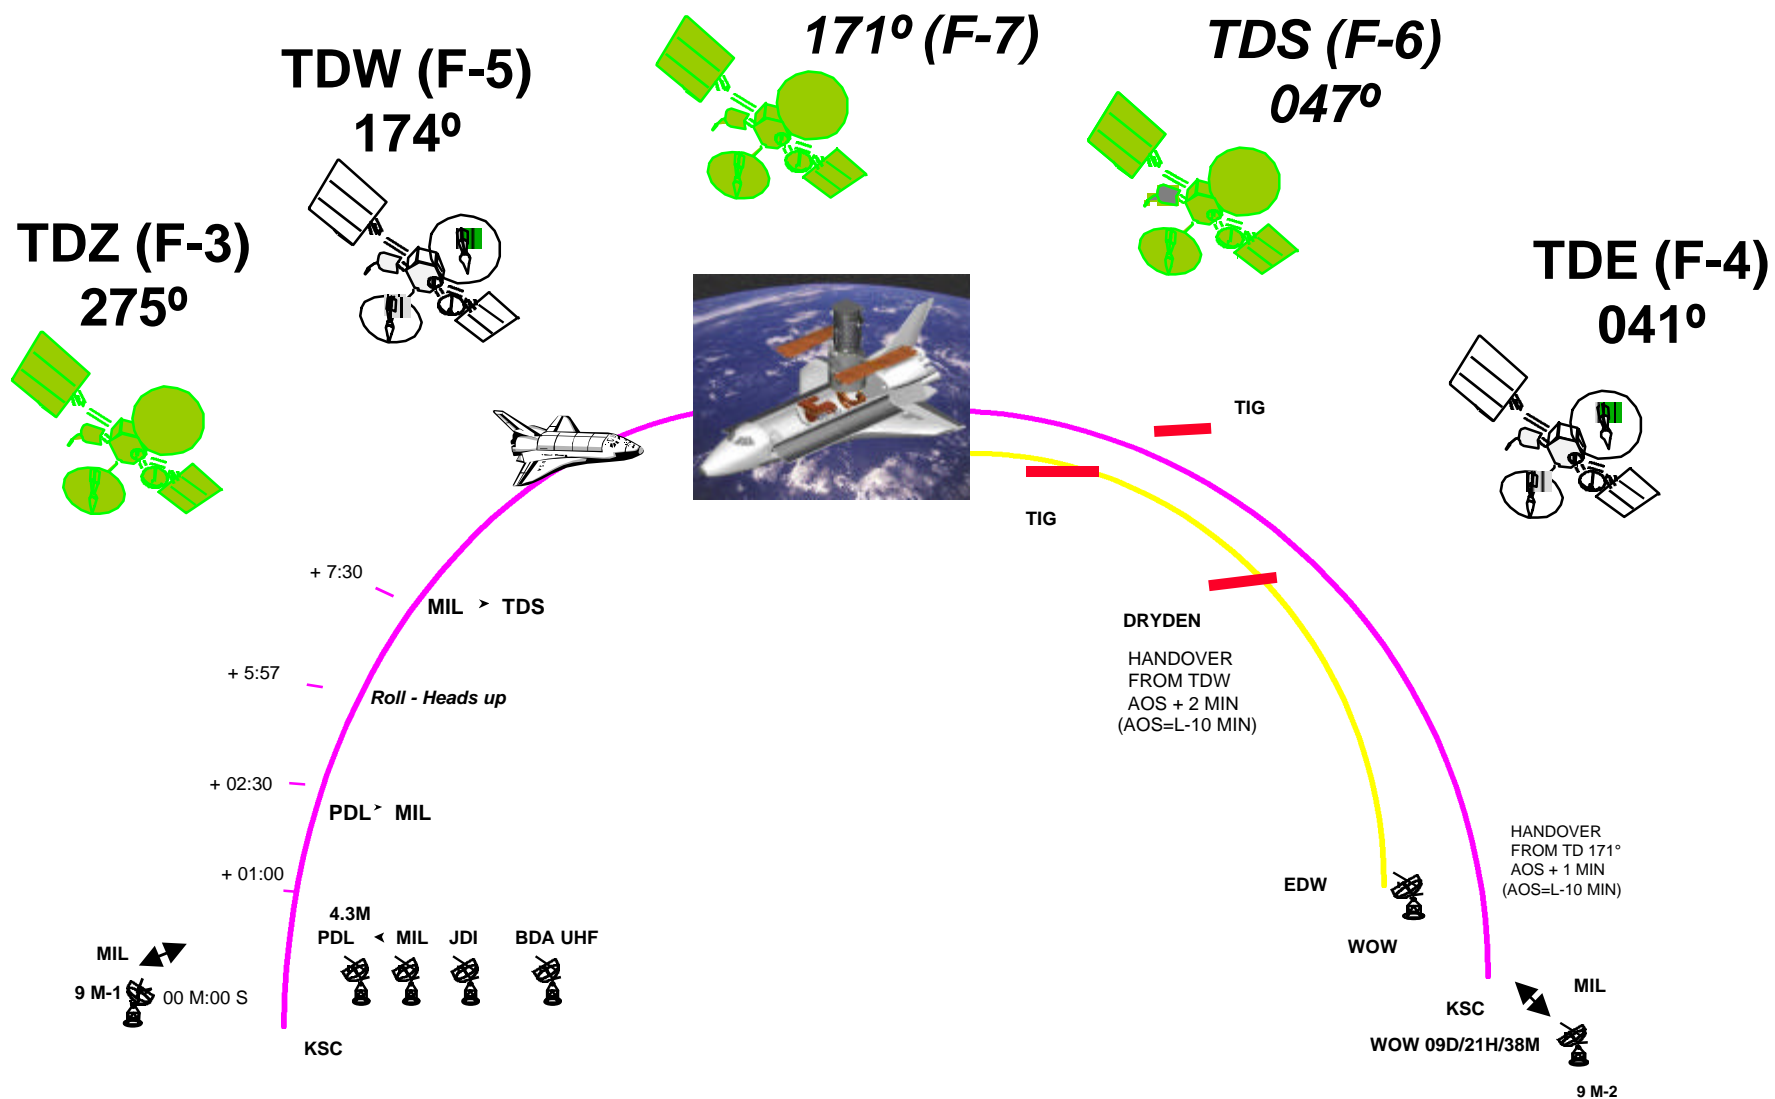 171º (F-7)
TDS (F-6)
047º
TDW (F-5)
174º
TDZ (F-3)
275º
TDE (F-4)
041º
TIG
TIG
+ 7:30
MIL ➤ TDS
DRYDEN
HANDOVER
FROM TDW
AOS + 2 MIN
(AOS=L-10 MIN)
+ 5:57
Roll - Heads up
+ 02:30
PDL ➤ MIL
+ 01:00
HANDOVER
FROM TD 171°
AOS + 1 MIN
(AOS=L-10 MIN)
EDW
WOW
4.3M
PDL ◄ MIL JDI BDA UHF
MIL
9 M-1
00 M:00 S
KSC
MIL
KSC
WOW 09D/21H/38M
9 M-2